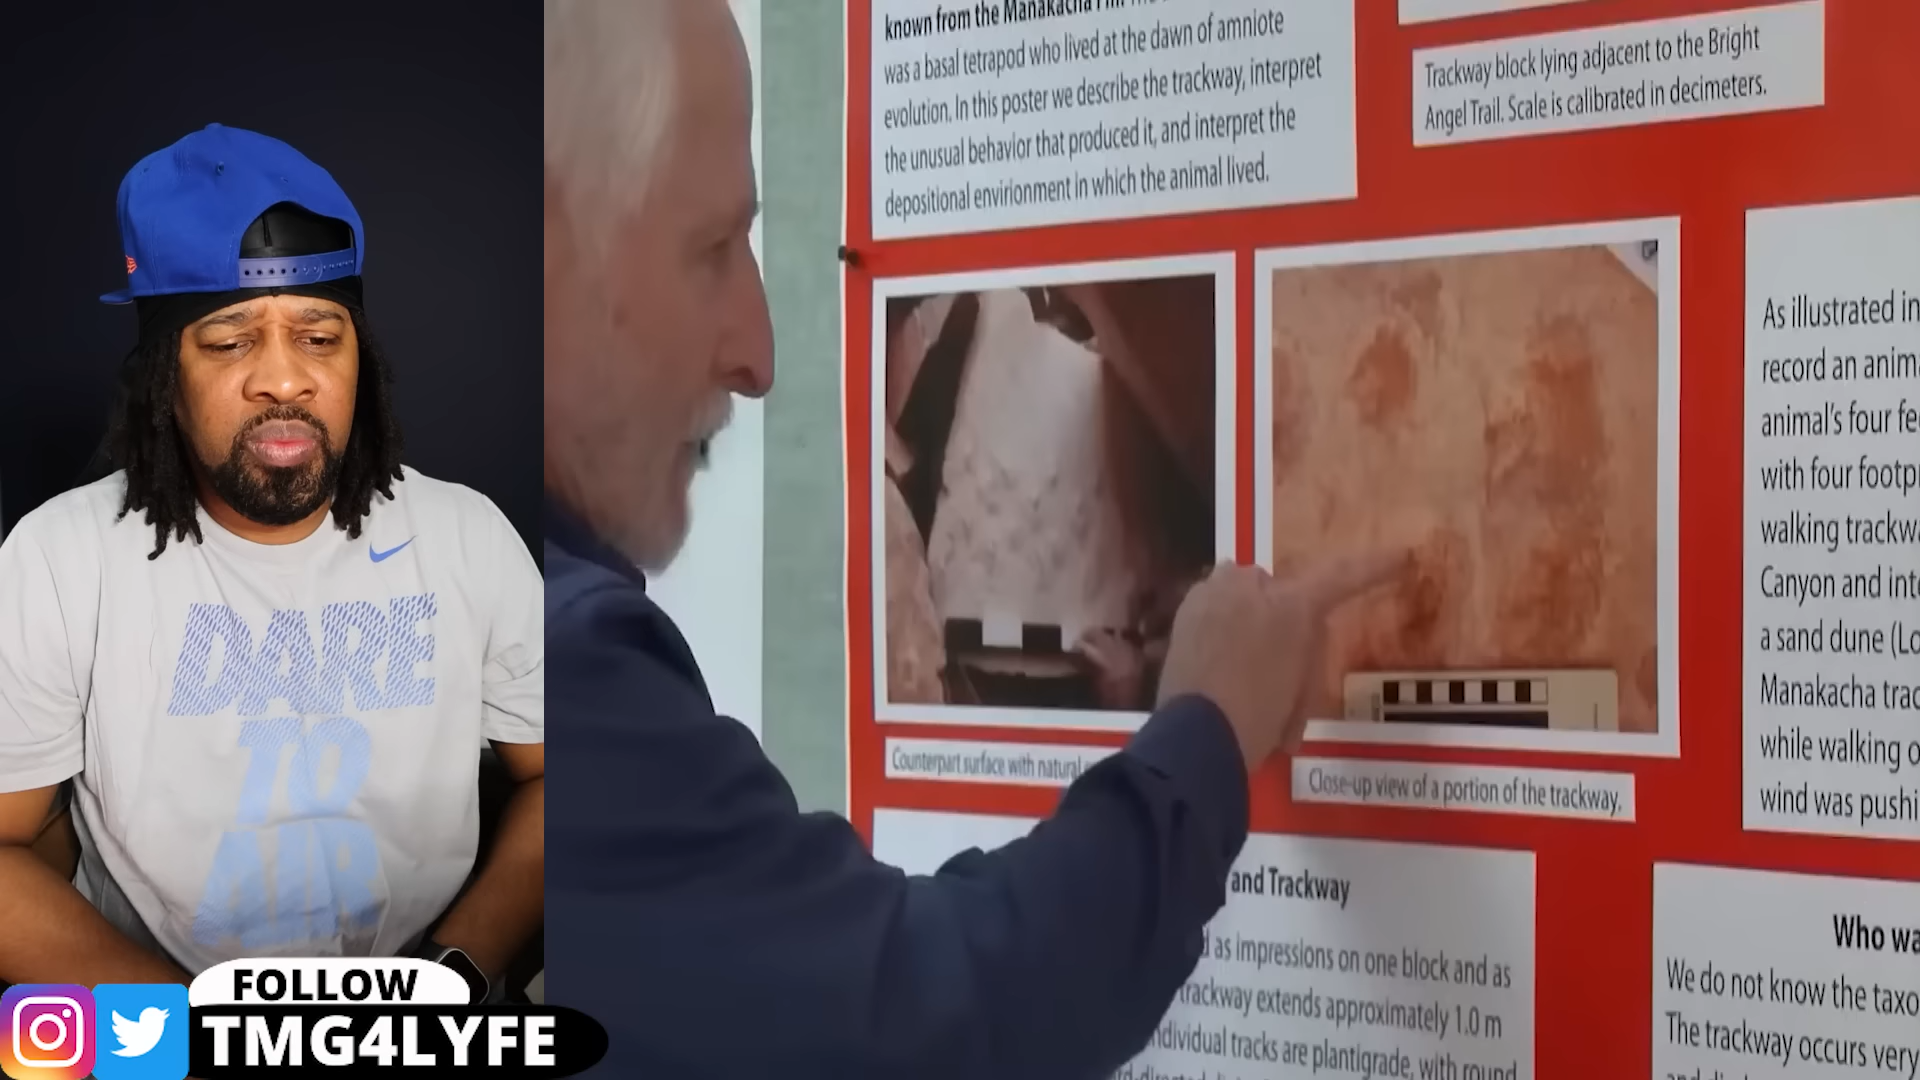 known from the Manakacha
was a basal tetrapod who lived at the dawn of amniote
evolution. In this poster we describe the trackway, interpret
the unusual behavior that produced it, and interpret the
depositional envirionment in which the animal lived.
Trackway block lying adjacent to the Bright
Angel Trail. Scale is calibrated in decimeters.
As illustrated in
record an anim
animal's four fe
with four footp
walking trackw
Canyon and int
a sand dune (Lo
Manakacha trac
while walking o
wind was pushi
Counterpart surface with natural
Close-up view of a portion of the trackway.
and Trackway
as impressions on one block and as
trackway extends approximately 1.0 m
individual tracks are plantigrade, with round
Who wa
We do not know the taxo
The trackway occurs very
DARE
TO
AIR
FOLLOW
TMG4LYFE